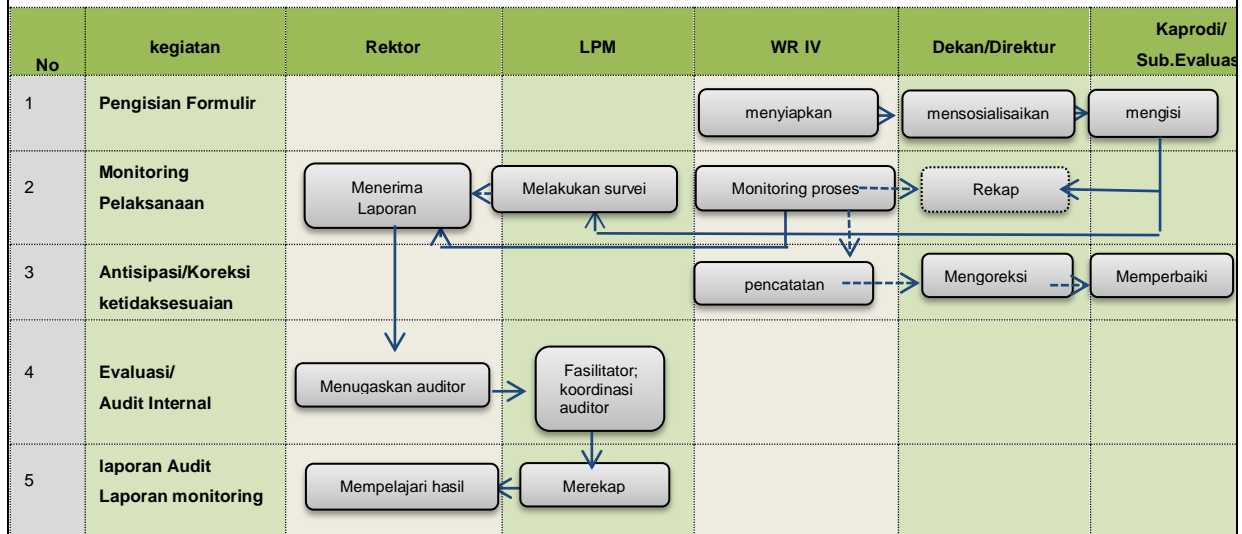 No
kegiatan
Rektor
LPM
WR IV
Dekan/Direktur
Kaprodi/
Sub.Evaluas
1
Pengisian Formulir
menyiapkan
mensosialisaikan
mengisi
2
Monitoring
Pelaksanaan
Menerima
Laporan
Melakukan survei
Monitoring proses
Rekap
3
Antisipasi/Koreksi
ketidaksesuaian
pencatatan
Mengoreksi
Memperbaiki
4
Evaluasi/
Audit Internal
Menugaskan auditor
Fasilitator;
koordinasi
auditor
5
laporan Audit
Laporan monitoring
Mempelajari hasil
Merekap